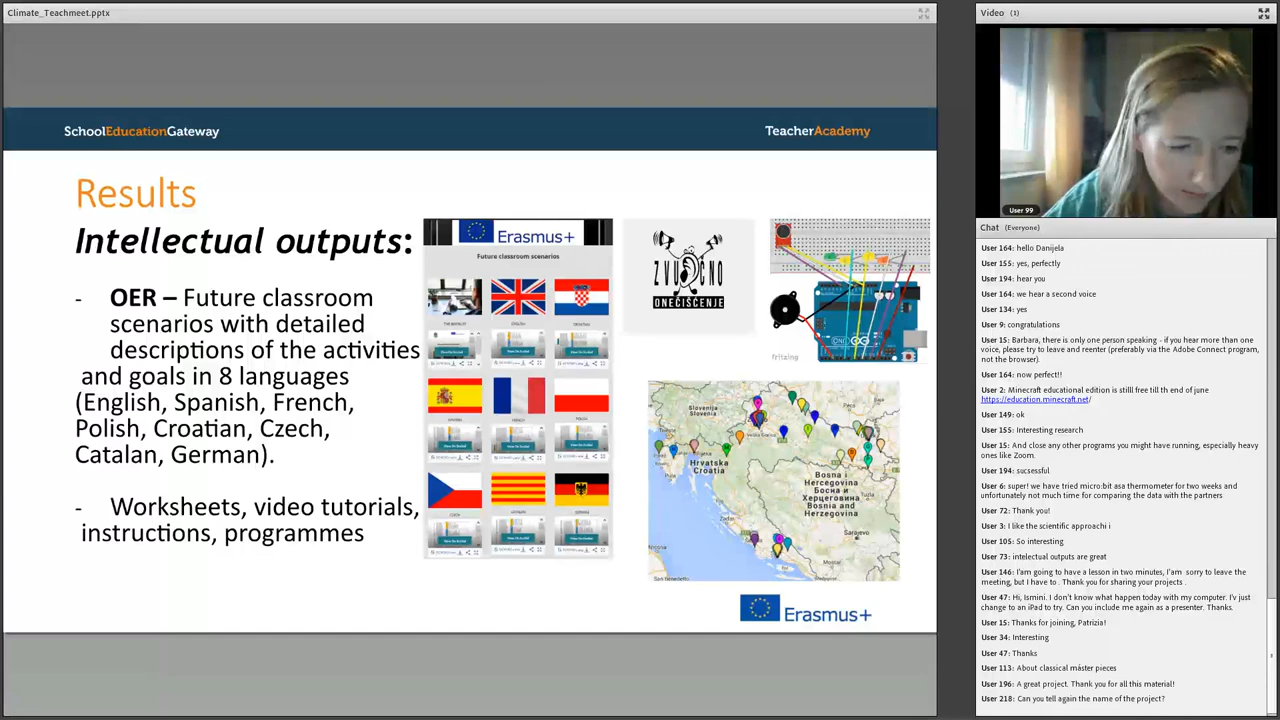 Climate_Teachmeet.pptx
SchoolEducationGateway
TeacherAcademy
Results
Intellectual outputs:
- OER – Future classroom
scenarios with detailed
descriptions of the activities
and goals in 8 languages
(English, Spanish, French,
Polish, Croatian, Czech,
Catalan, German).
- Worksheets, video tutorials,
instructions, programmes
Erasmus+
Future classroom scenarios
ZVUČNO
ONEČIŠĆENJE
fritzing
Slovenija
Slovenia
Hrvatska
Croatia
Bosna i
Hercegovina
Босна и
Херцеговина
Bosnia and
Herzegovina
Zadar
Sarajevo
Erasmus+
Video (1)
User 99
Chat (Everyone)
User 164: hello Danijela
User 155: yes, perfectly
User 194: hear you
User 164: we hear a second voice
User 134: yes
User 9: congratulations
User 15: Barbara, there is only one person speaking - if you hear more than one
voice, please try to leave and reenter (preferably via the Adobe Connect program,
not the browser).
User 164: now perfect!!
User 2: Minecraft educational edition is stilll free till th end of june
https://education.minecraft.net/
User 149: ok
User 155: Interesting research
User 15: And close any other programs you might have running, especially heavy
ones like Zoom.
User 194: sucsessful
User 6: super! we have tried micro:bit asa thermometer for two weeks and
unfortunately not much time for comparing the data with the partners
User 72: Thank you!
User 3: I like the scientific approachi i
User 105: So interesting
User 73: intelectual outputs are great
User 146: I'am going to have a lesson in two minutes, I'am sorry to leave the
meeting, but I have to . Thank you for sharing your projects .
User 47: Hi, Ismini. I don't know what happen today with my computer. I'v just
change to an iPad to try. Can you include me again as a presenter. Thanks.
User 15: Thanks for joining, Patrizia!
User 34: Interesting
User 47: Thanks
User 113: About classical máster pieces
User 196: A great project. Thank you for all this material!
User 218: Can you tell again the name of the project?